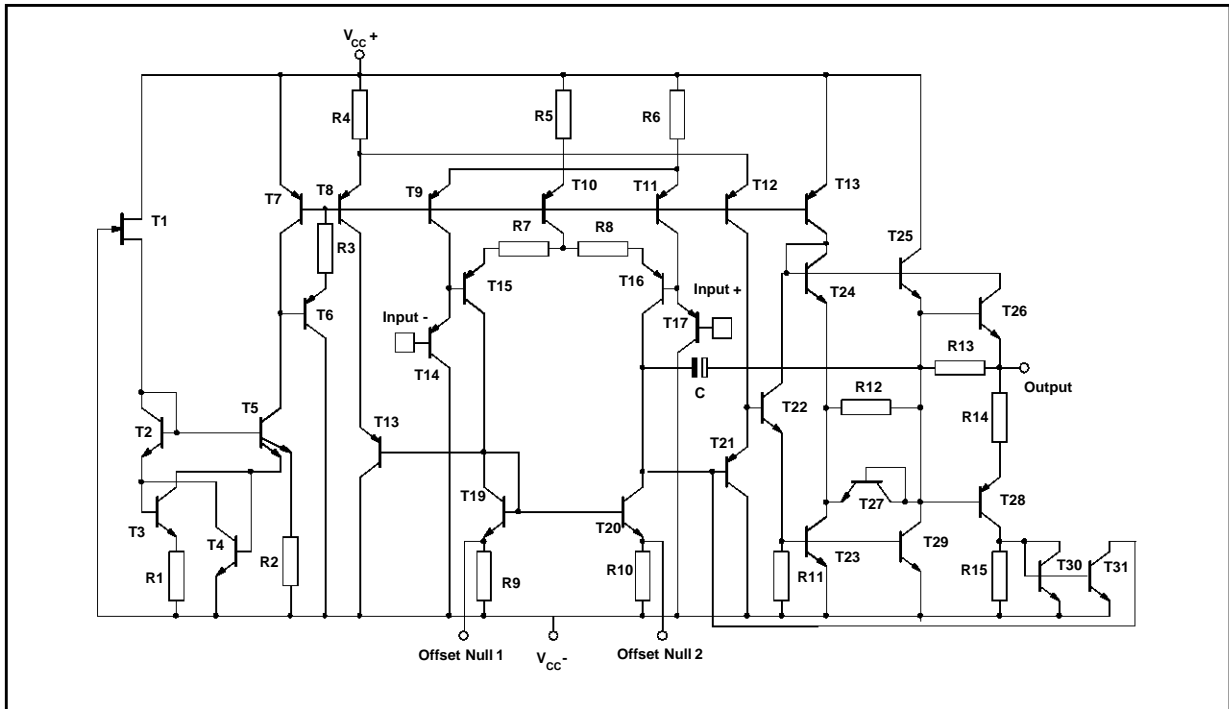 VCC+
R4
R5
R6
T7
T8
T9
T10
T11
T12
T13
T1
R3
R7
R8
T25
T6
T15
T16
Input +
T24
T26
Input -
T17
T14
R13
C
Output
R12
T2
T5
T13
T22
R14
T21
T3
T4
T19
T20
T27
T28
R1
R2
R9
R10
R11
T23
T29
R15
T30
T31
Offset Null 1
VCC-
Offset Null 2